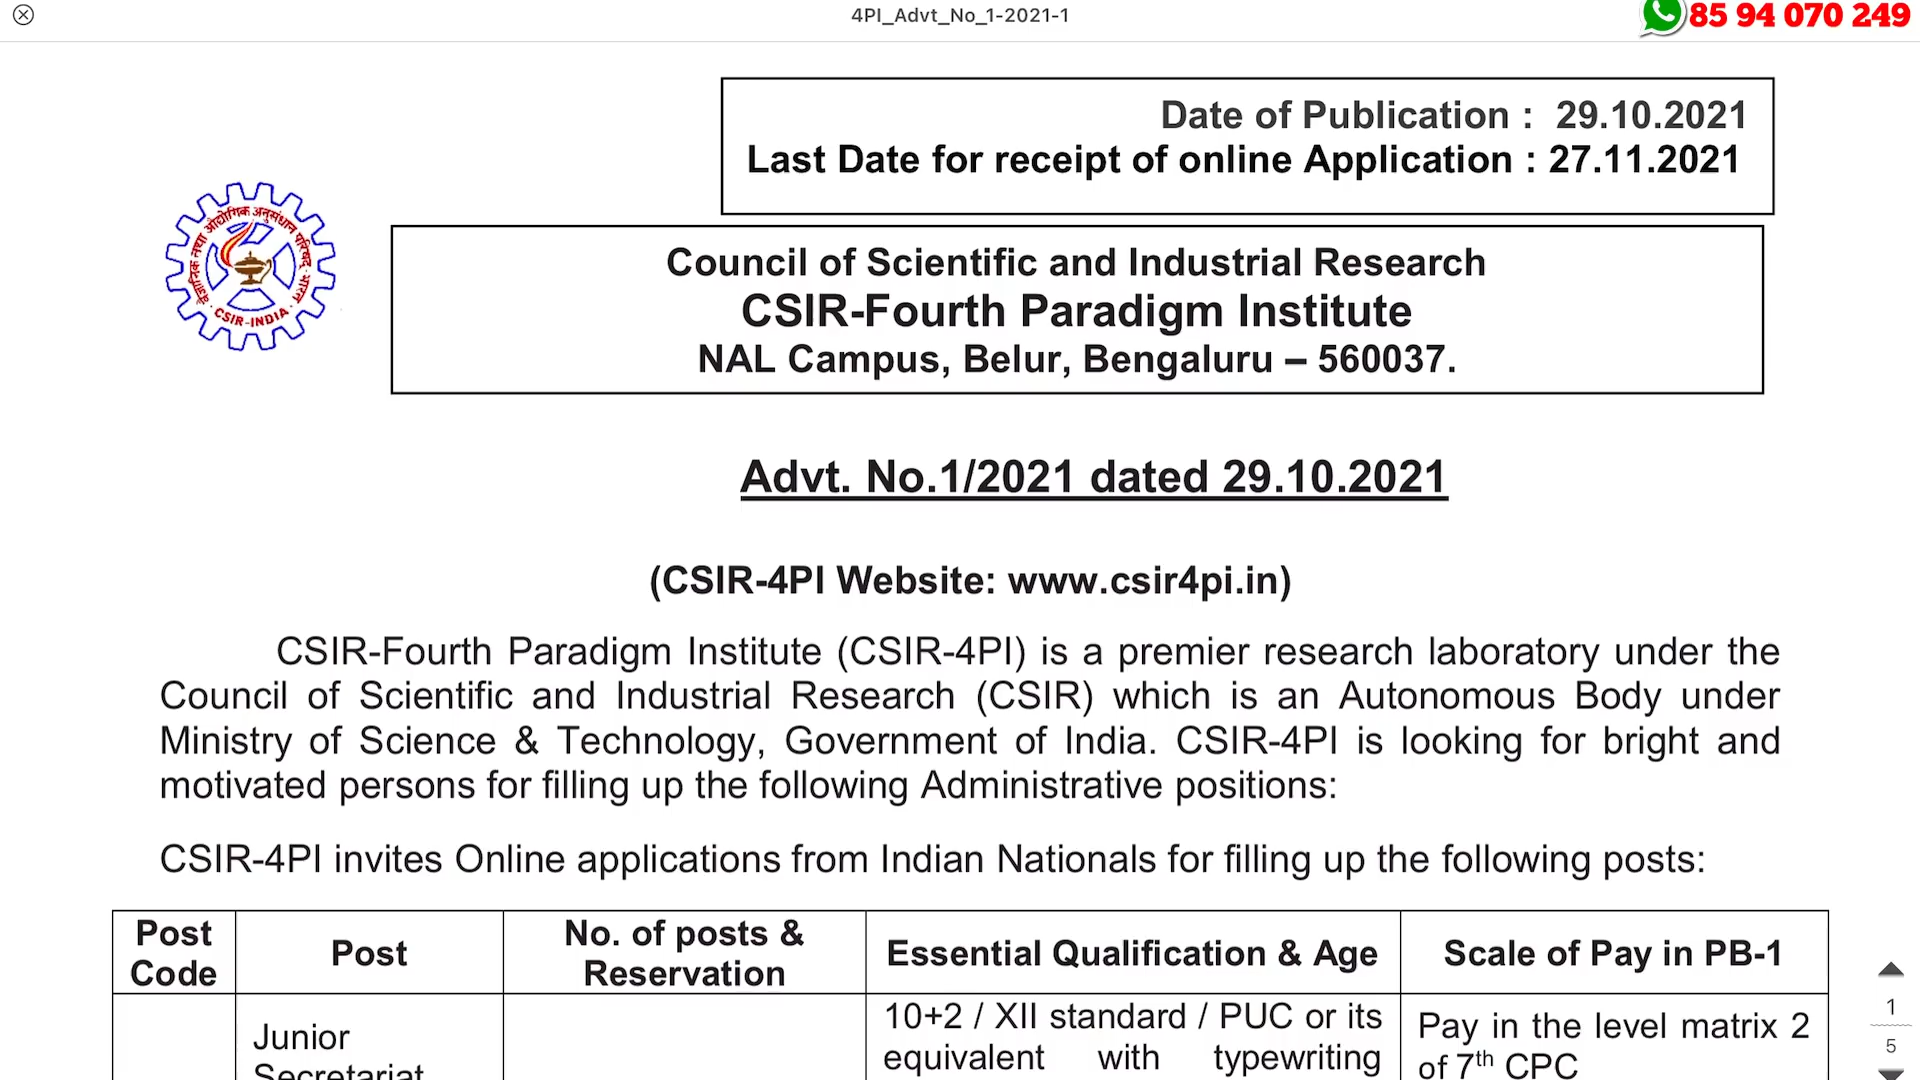 4PI_Advt_No_1-2021-1
85 94 070 249
Date of Publication : 29.10.2021
Last Date for receipt of online Application : 27.11.2021
वैज्ञानिक तथा औद्योगिक अनुसंधान परिषद · भारत
CSIR-INDIA
Council of Scientific and Industrial Research
CSIR-Fourth Paradigm Institute
NAL Campus, Belur, Bengaluru – 560037.
Advt. No.1/2021 dated 29.10.2021
(CSIR-4PI Website: www.csir4pi.in)
CSIR-Fourth Paradigm Institute (CSIR-4PI) is a premier research laboratory under the
Council of Scientific and Industrial Research (CSIR) which is an Autonomous Body under
Ministry of Science & Technology, Government of India. CSIR-4PI is looking for bright and
motivated persons for filling up the following Administrative positions:
CSIR-4PI invites Online applications from Indian Nationals for filling up the following posts:
Post
Code
Post
No. of posts &
Reservation
Essential Qualification & Age
Scale of Pay in PB-1
Junior
Secretariat
10+2 / XII standard / PUC or its
equivalent with typewriting
Pay in the level matrix 2
of 7th CPC
1
5